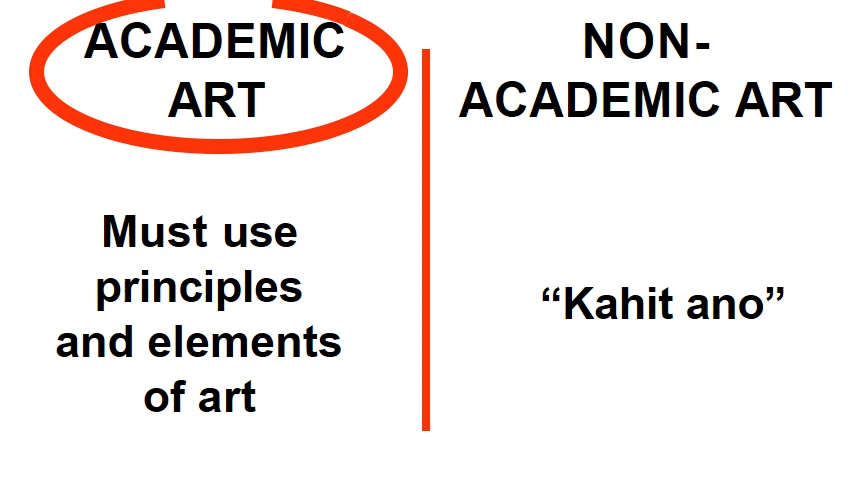 ACADEMIC
ART
Must use
principles
and elements
of art
NON-
ACADEMIC ART
“Kahit ano”